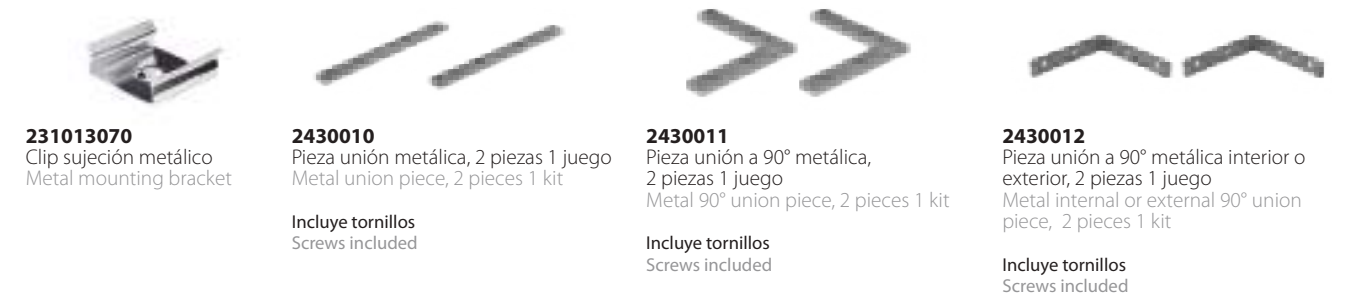 231013070
Clip sujeción metálico
Metal mounting bracket
2430010
Pieza unión metálica, 2 piezas 1 juego
Metal union piece, 2 pieces 1 kit
Incluye tornillos
Screws included
2430011
Pieza unión a 90° metálica,
2 piezas 1 juego
Metal 90° union piece, 2 pieces 1 kit
Incluye tornillos
Screws included
2430012
Pieza unión a 90° metálica interior o
exterior, 2 piezas 1 juego
Metal internal or external 90° union
piece, 2 pieces 1 kit
Incluye tornillos
Screws included